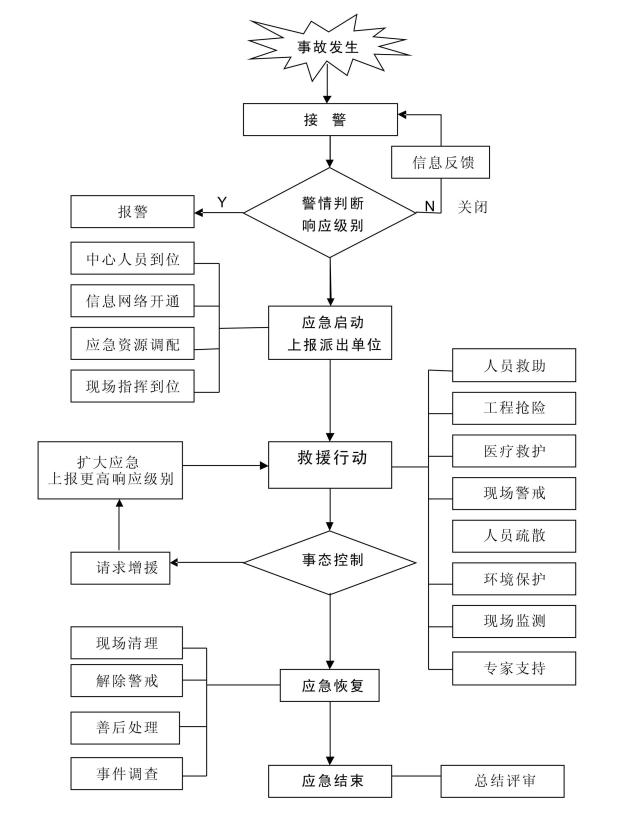 事故发生
接 警
信息反馈
警情判断
响应级别
Y
N
关闭
报警
中心人员到位
信息网络开通
应急资源调配
现场指挥到位
应急启动
上报派出单位
人员救助
工程抢险
医疗救护
现场警戒
人员疏散
环境保护
现场监测
专家支持
救援行动
扩大应急
上报更高响应级别
请求增援
事态控制
现场清理
解除警戒
善后处理
事件调查
应急恢复
应急结束
总结评审